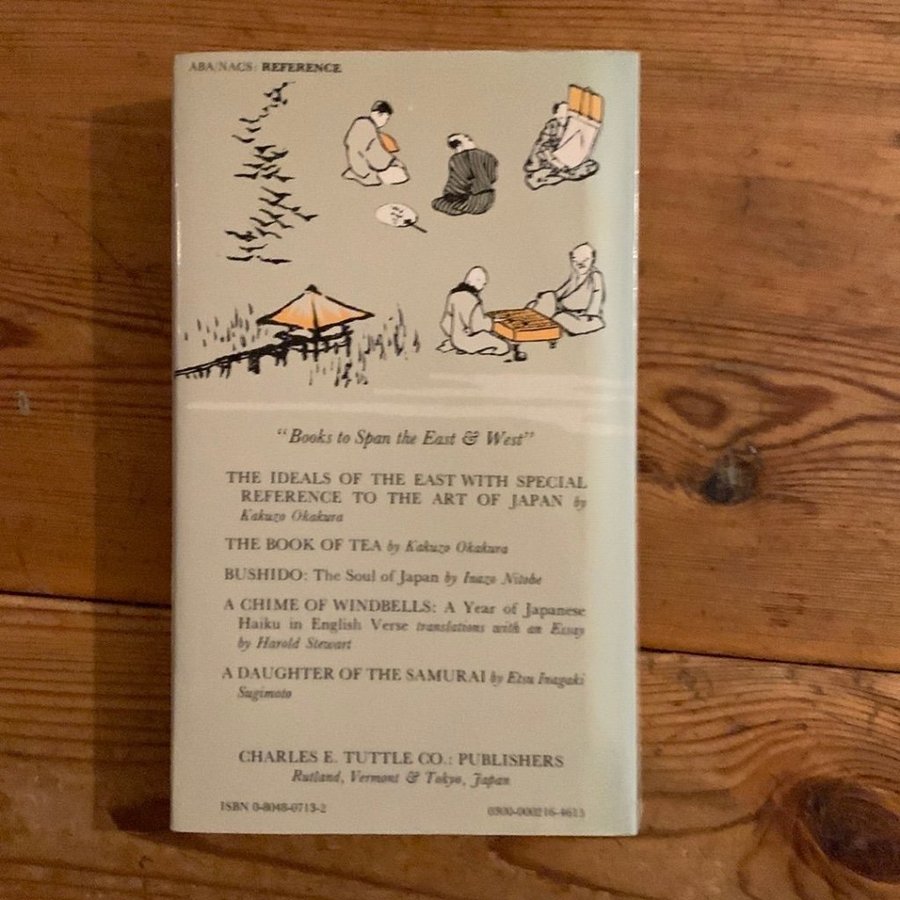 ABA/NACS: REFERENCE
"Books to Span the East & West"
THE IDEALS OF THE EAST WITH SPECIAL
REFERENCE TO THE ART OF JAPAN by
Kakuzo Okakura
THE BOOK OF TEA by Kakuzo Okakura
BUSHIDO: The Soul of Japan by Inazo Nitobe
A CHIME OF WINDBELLS: A Year of Japanese
Haiku in English Verse translations with an Essay
by Harold Stewart
A DAUGHTER OF THE SAMURAI by Etsu Inagaki
Sugimoto
CHARLES E. TUTTLE CO.: PUBLISHERS
Rutland, Vermont & Tokyo, Japan
ISBN 0-8048-0713-2
0300-000216-4615